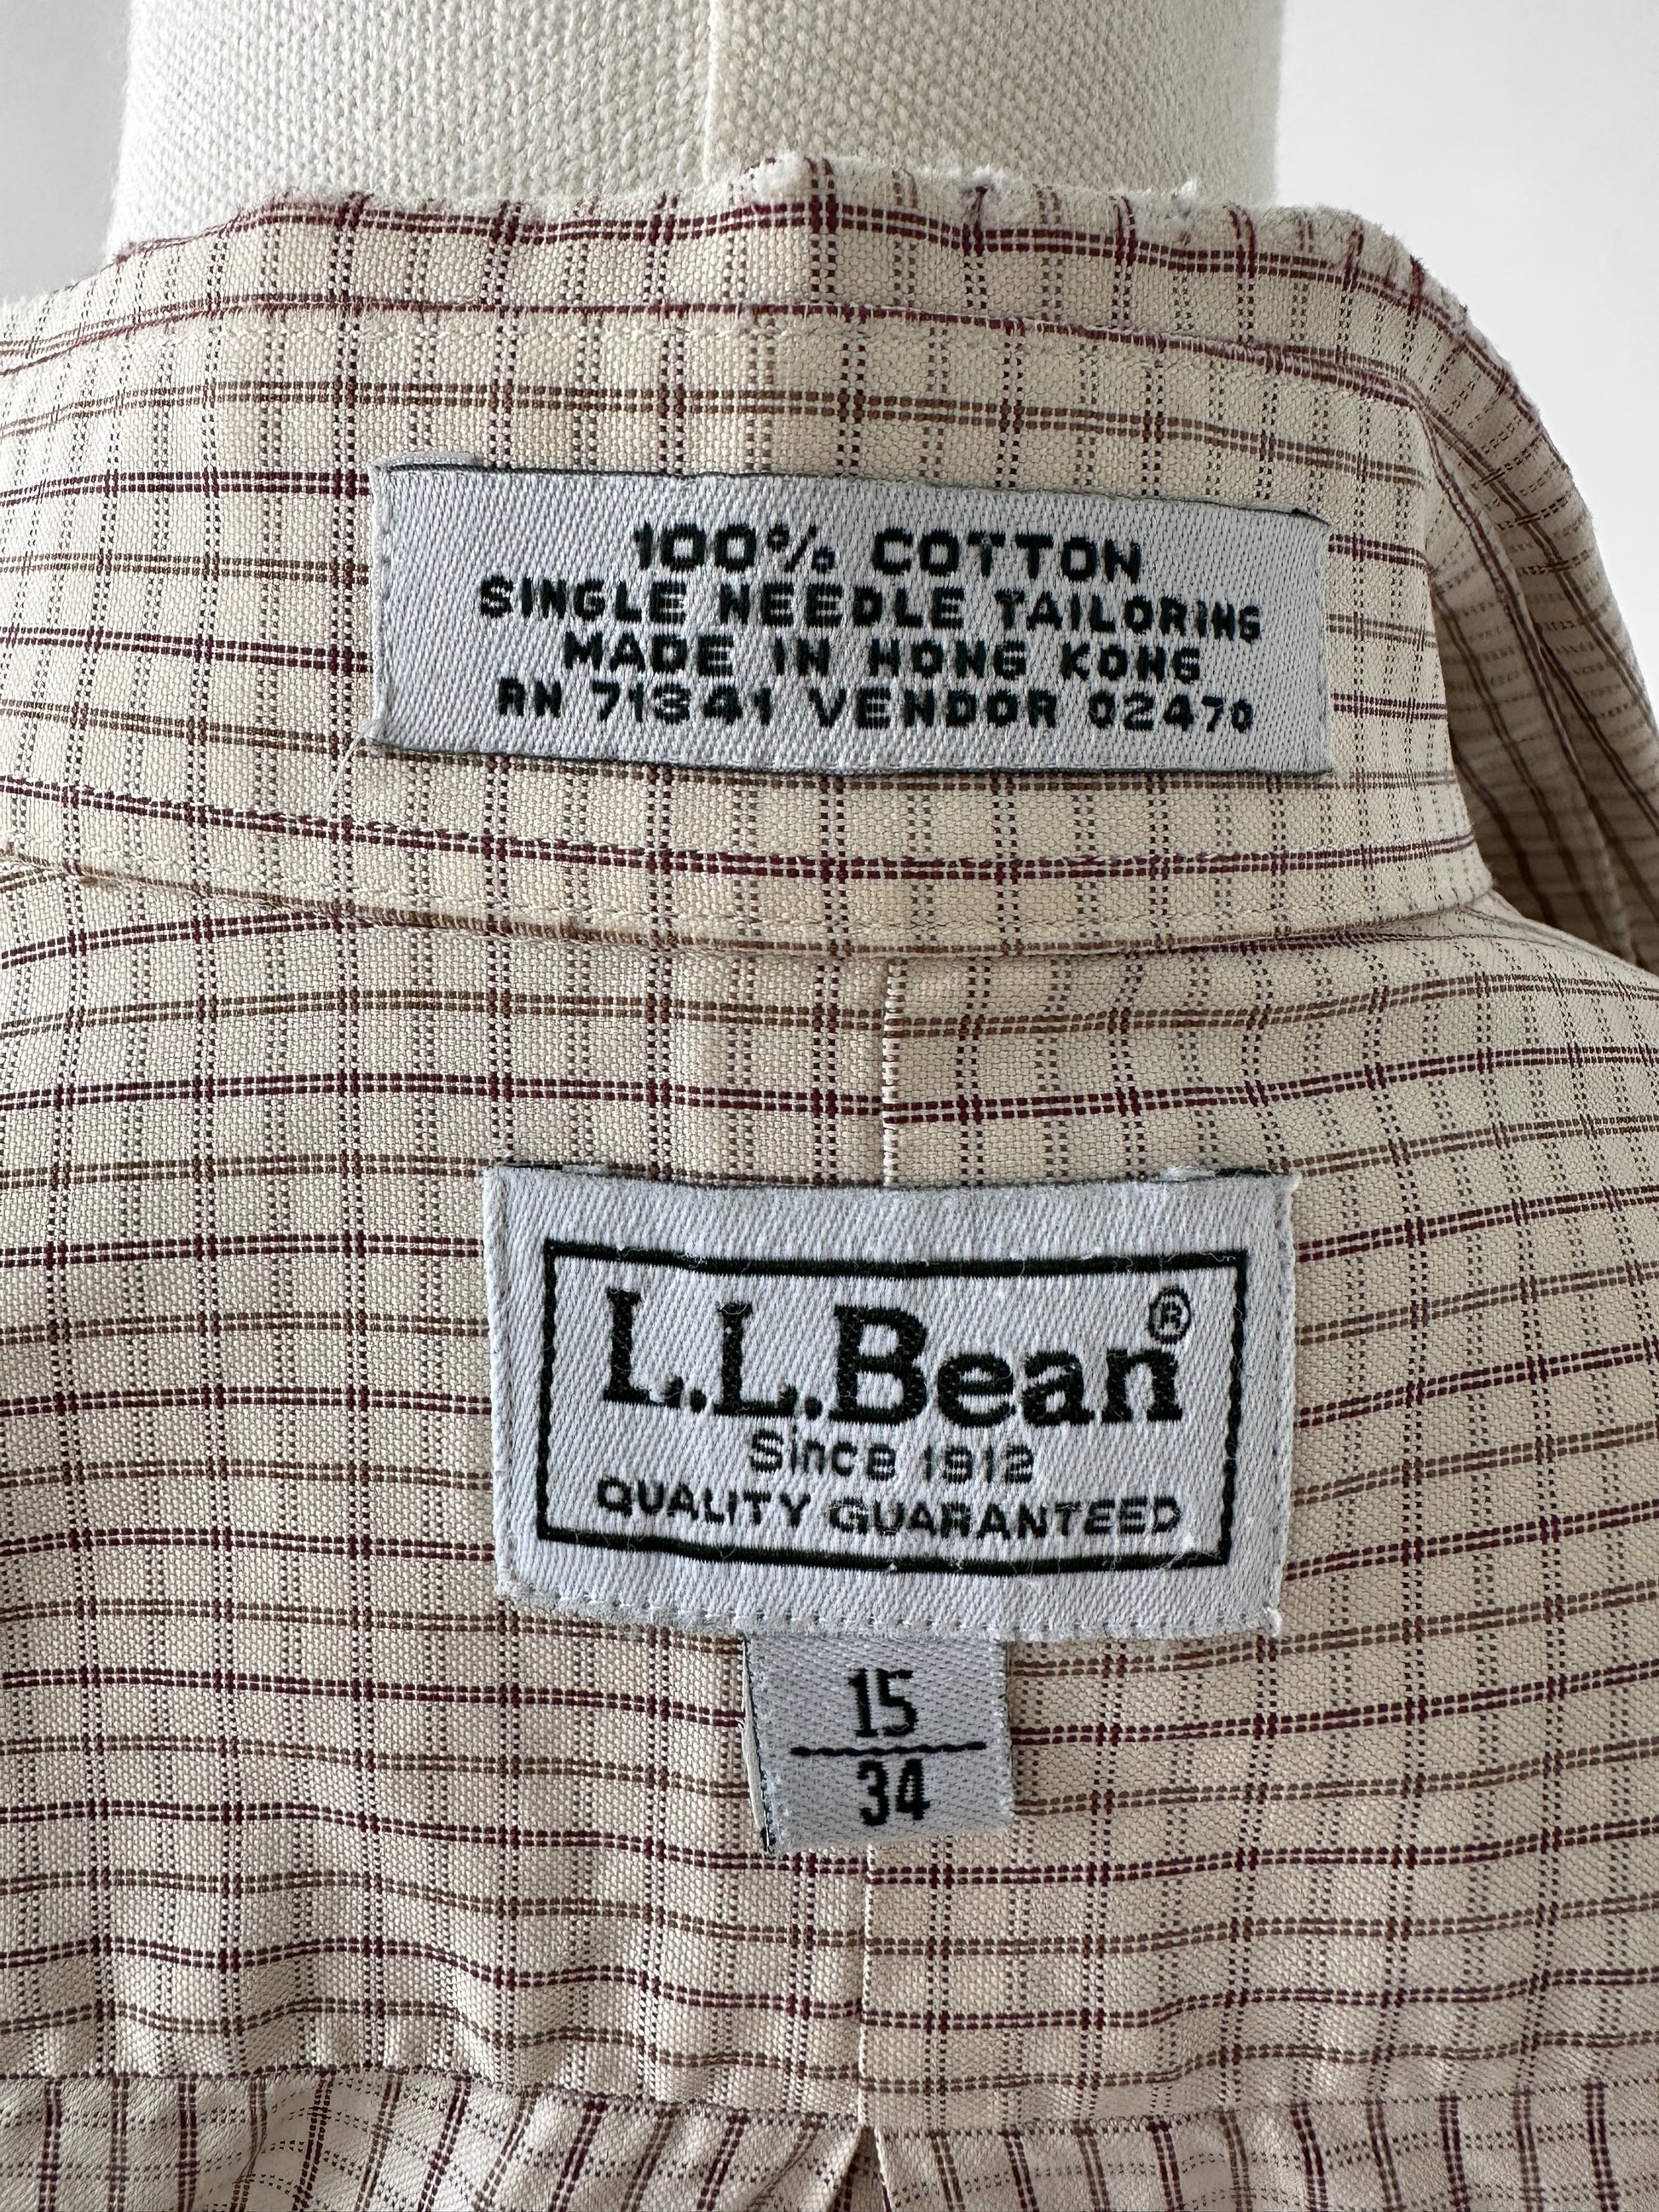 100% COTTON
SINGLE NEEDLE TAILORING
MADE IN HONG KONG
RN 71341 VENDOR 02470
L.L.Bean®
Since 1912
QUALITY GUARANTEED
15
34